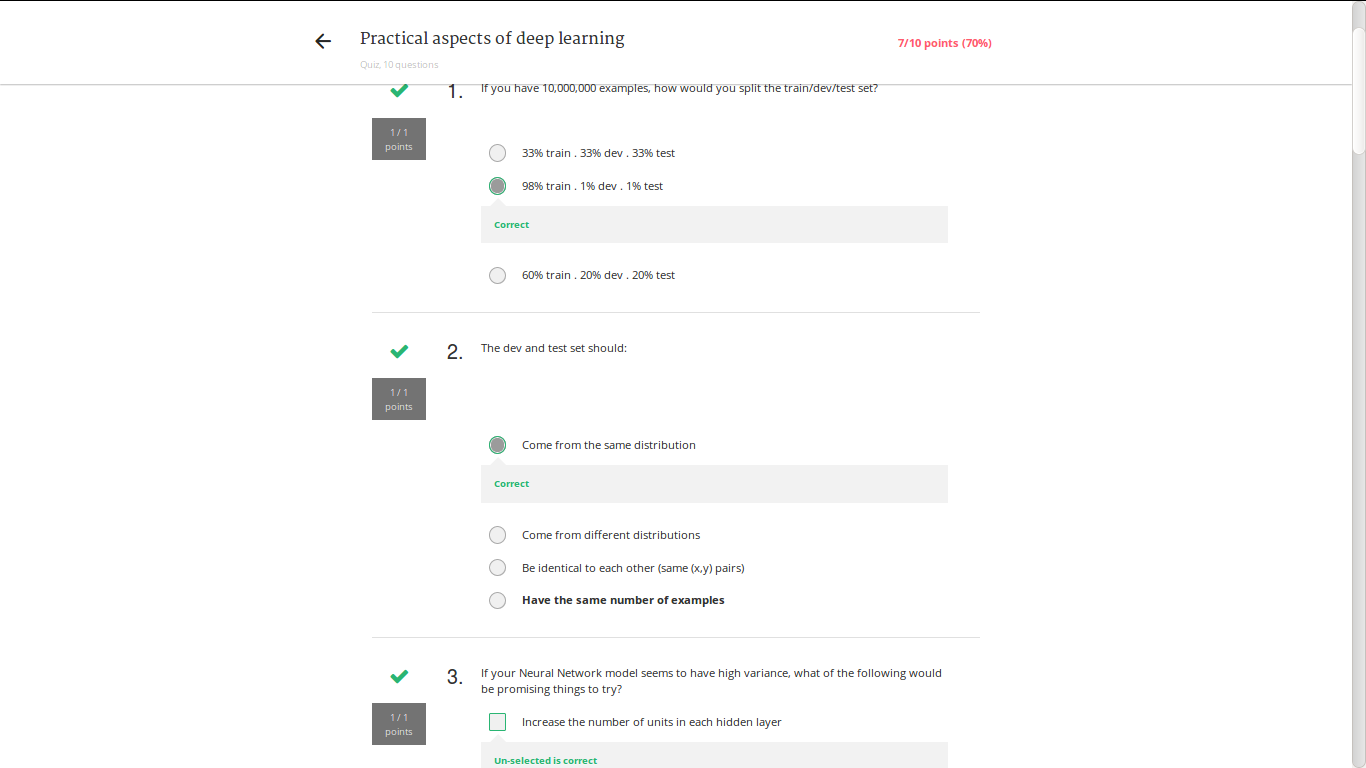 Practical aspects of deep learning
7/10 points (70%)
Quiz, 10 questions
1.
If you have 10,000,000 examples, how would you split the train/dev/test set?
1 / 1
points
33% train . 33% dev . 33% test
98% train . 1% dev . 1% test
Correct
60% train . 20% dev . 20% test
2.
The dev and test set should:
1 / 1
points
Come from the same distribution
Correct
Come from different distributions
Be identical to each other (same (x,y) pairs)
Have the same number of examples
3.
If your Neural Network model seems to have high variance, what of the following would
be promising things to try?
1 / 1
points
Increase the number of units in each hidden layer
Un-selected is correct